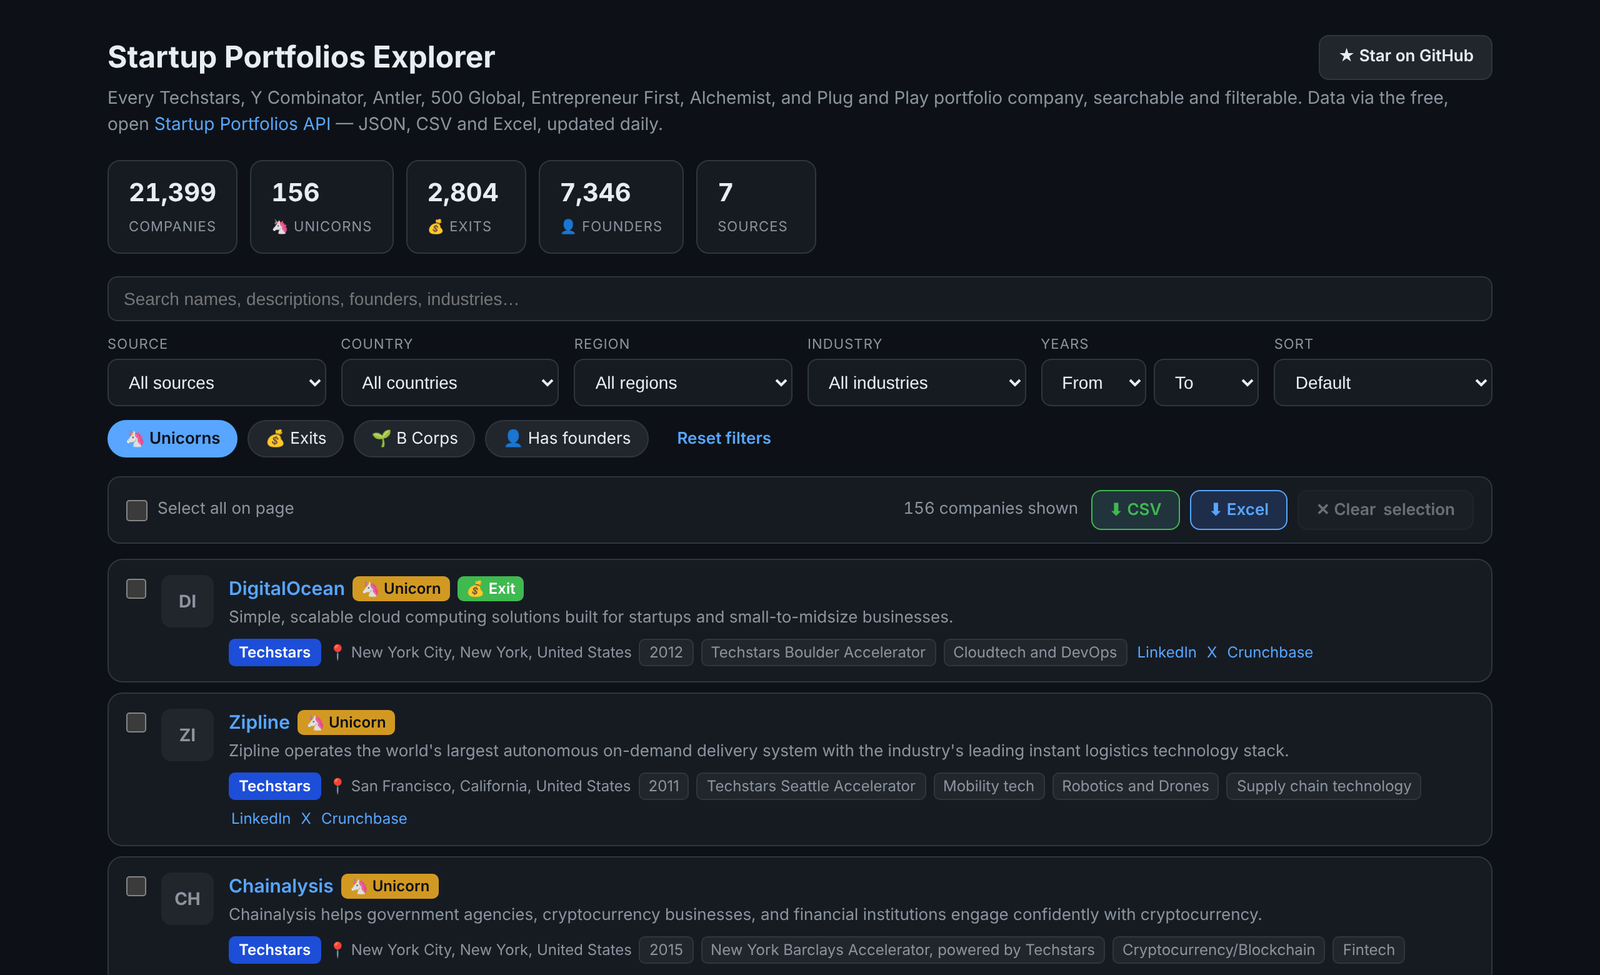 Startup Portfolios Explorer
★ Star on GitHub
Every Techstars, Y Combinator, Antler, 500 Global, Entrepreneur First, Alchemist, and Plug and Play portfolio company, searchable and filterable. Data via the free,
open Startup Portfolios API — JSON, CSV and Excel, updated daily.
21,399 156 2,804 7,346 7
COMPANIES 🦄 UNICORNS 💰 EXITS 👤 FOUNDERS SOURCES
Search names, descriptions, founders, industries…
SOURCE COUNTRY REGION INDUSTRY YEARS SORT
All sources All countries All regions All industries From To Default
🦄 Unicorns 💰 Exits 🌱 B Corps 👤 Has founders Reset filters
Select all on page 156 companies shown ⬇ CSV ⬇ Excel ✕ Clear selection
DI DigitalOcean 🦄 Unicorn 💰 Exit
Simple, scalable cloud computing solutions built for startups and small-to-midsize businesses.
Techstars 📍 New York City, New York, United States 2012 Techstars Boulder Accelerator Cloudtech and DevOps LinkedIn X Crunchbase
ZI Zipline 🦄 Unicorn
Zipline operates the world's largest autonomous on-demand delivery system with the industry's leading instant logistics technology stack.
Techstars 📍 San Francisco, California, United States 2011 Techstars Seattle Accelerator Mobility tech Robotics and Drones Supply chain technology
LinkedIn X Crunchbase
CH Chainalysis 🦄 Unicorn
Chainalysis helps government agencies, cryptocurrency businesses, and financial institutions engage confidently with cryptocurrency.
Techstars 📍 New York City, New York, United States 2015 New York Barclays Accelerator, powered by Techstars Cryptocurrency/Blockchain Fintech